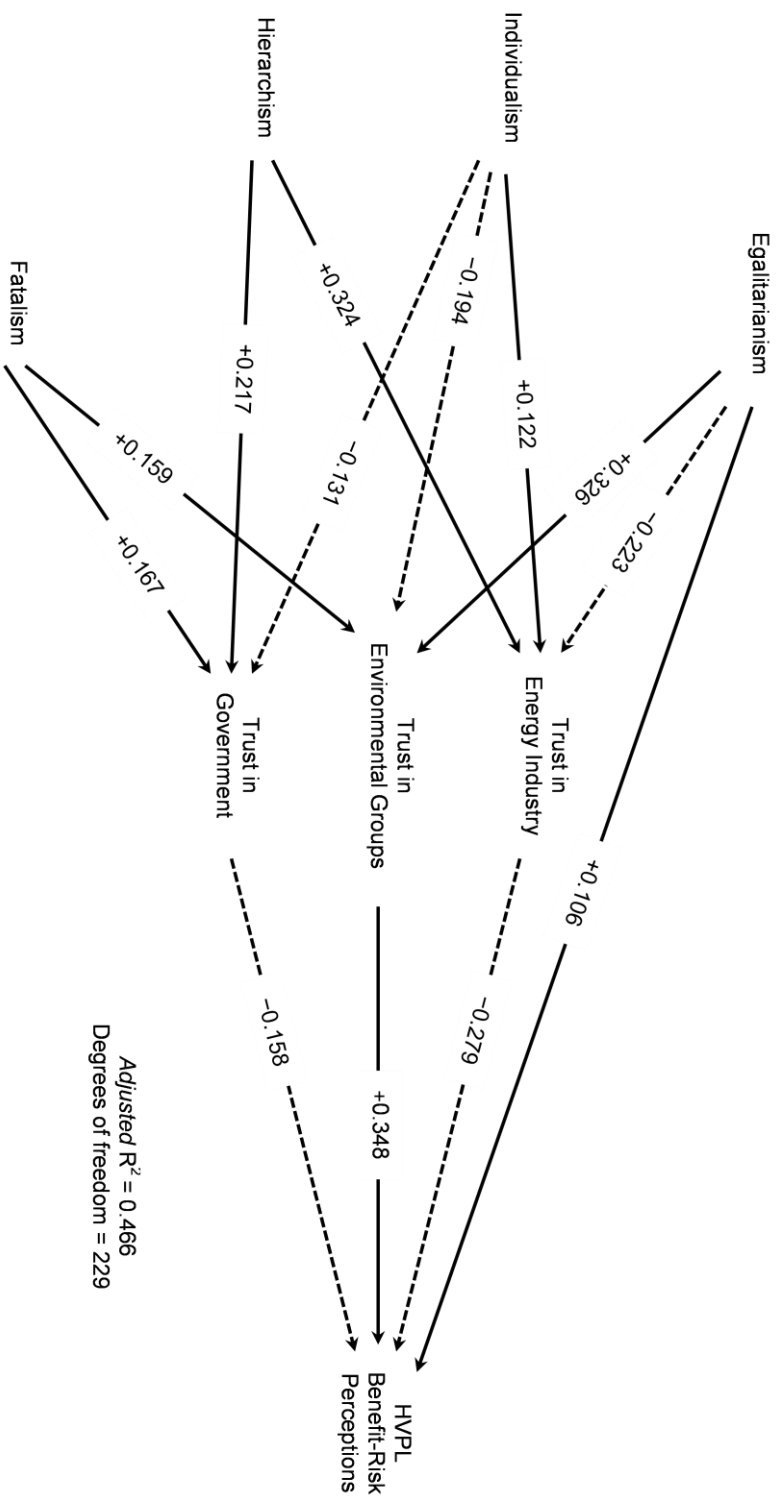 Egalitarianism
Individualism
Hierarchism
Fatalism
+0.326
−0.223
+0.106
+0.122
−0.194
−0.131
+0.324
+0.217
+0.159
+0.167
Trust in
Energy Industry
Trust in
Environmental Groups
Trust in
Government
−0.279
+0.348
−0.158
HVPL
Benefit-Risk
Perceptions
Adjusted R² = 0.466
Degrees of freedom = 229